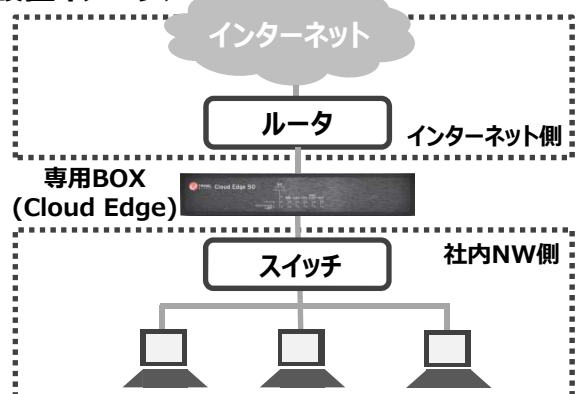 インターネット
ルータ
インターネット側
専用BOX
(Cloud Edge)
Cloud Edge 50
スイッチ
社内NW側